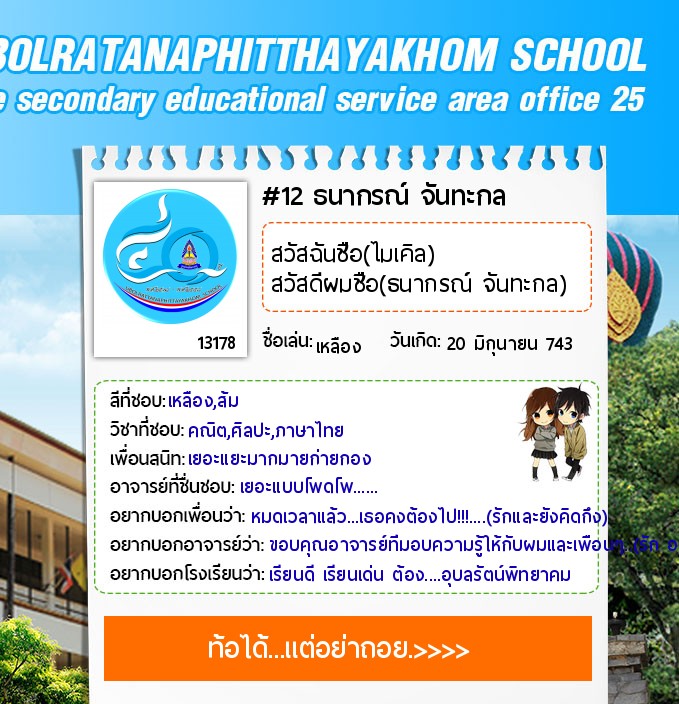 BOLRATANAPHITTHAYAKHOM SCHOOL
e secondary educational service area office 25
#12 ธนากรณ์ จันทะกล
สวัสฉันชือ(ไมเคิล)
สวัสดีผมชือ(ธนากรณ์ จันทะกล)
13178
ชื่อเล่น: เหลือง วันเกิด: 20 มิกุนายน 743
สีที่ชอบ: เหลือง,ส้ม
วิชาที่ชอบ: คณิต,ศิลปะ,ภาษาไทย
เพื่อนสนิท: เยอะแยะมากมายก่ายกอง
อาจารย์ที่ชื่นชอบ: เยอะแบบโพดโพ......
อยากบอกเพื่อนว่า: หมดเวลาแล้ว...เธอคงต้องไป!!!....(รักและยังคิดถึง)
อยากบอกอาจารย์ว่า: ขอบคุณอาจารย์ทีมอบความรู้ให้กับผมและเพือนๆ (รัก อ
อยากบอกโรงเรียนว่า: เรียนดี เรียนเด่น ต้อง....อุบลรัตน์พิทยาคม
ท้อได้...แต่อย่าถอย.>>>>